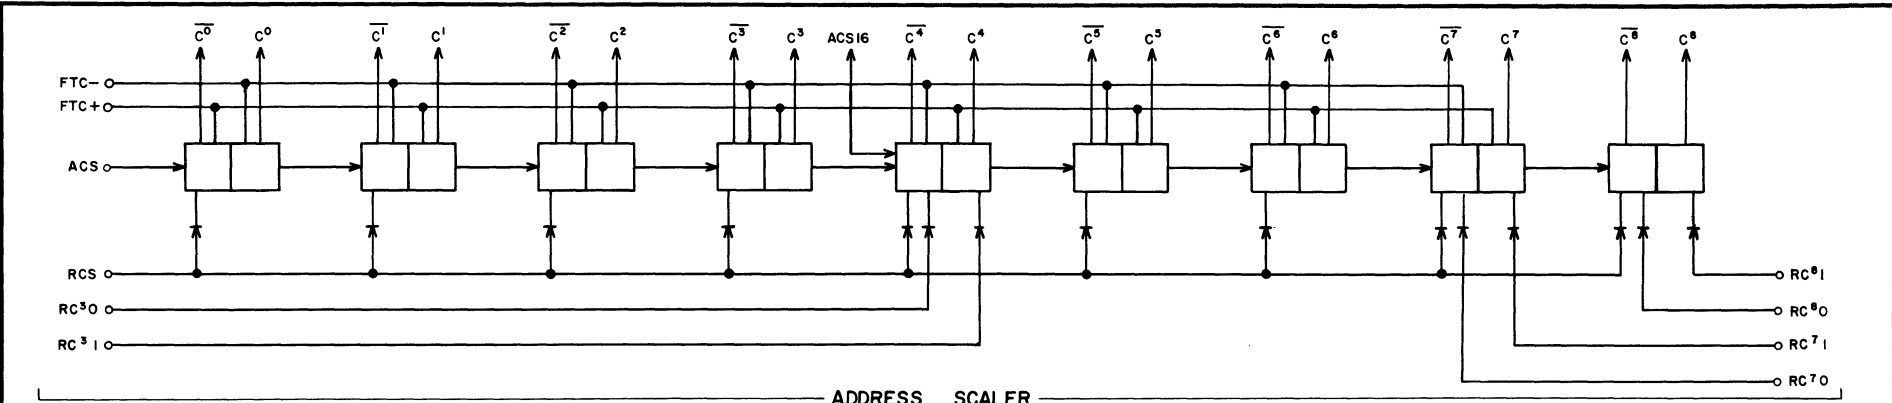 C̅⁰ C⁰ C̅¹ C¹ C̅² C² C̅³ C³ ACS16 C̅⁴ C⁴ C̅⁵ C⁵ C̅⁶ C⁶ C̅⁷ C⁷ C̅⁸ C⁸
FTC-
FTC+
ACS
RCS
RC⁸1
RC³0
RC⁸0
RC³1
RC⁷1
RC⁷0
ADDRESS SCALER